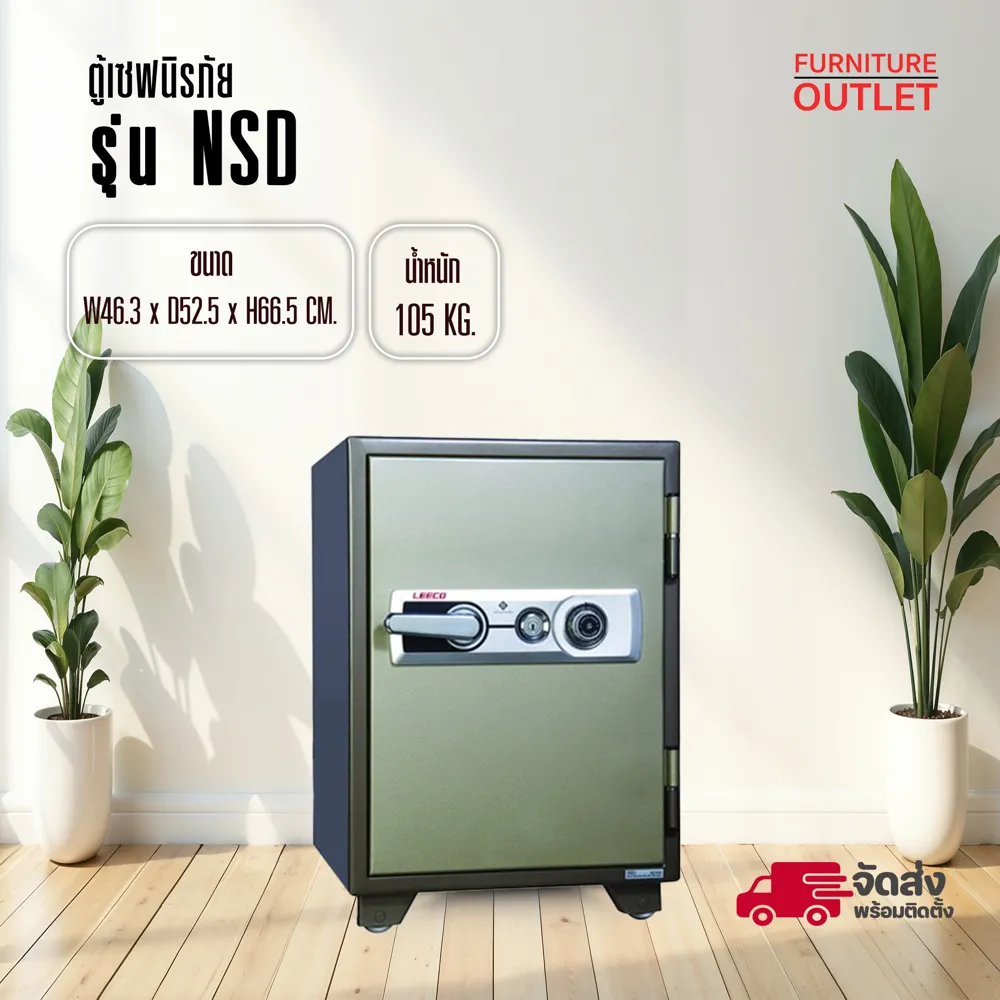 ตู้เซฟนิรภัย
รุ่น NSD
FURNITURE
OUTLET
ขนาด
W46.3 x D52.5 x H66.5 CM.
น้ำหนัก
105 KG.
LEECO
จัดส่ง
พร้อมติดตั้ง